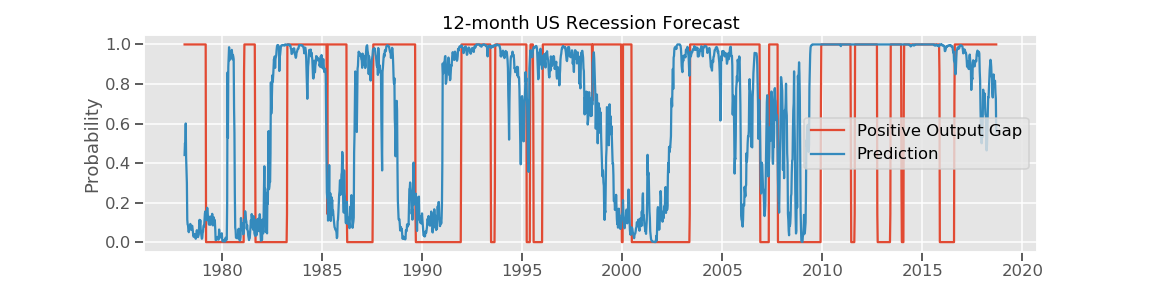 12-month US Recession Forecast
Probability
1.0
0.8
0.6
0.4
0.2
0.0
Positive Output Gap
Prediction
1980 1985 1990 1995 2000 2005 2010 2015 2020